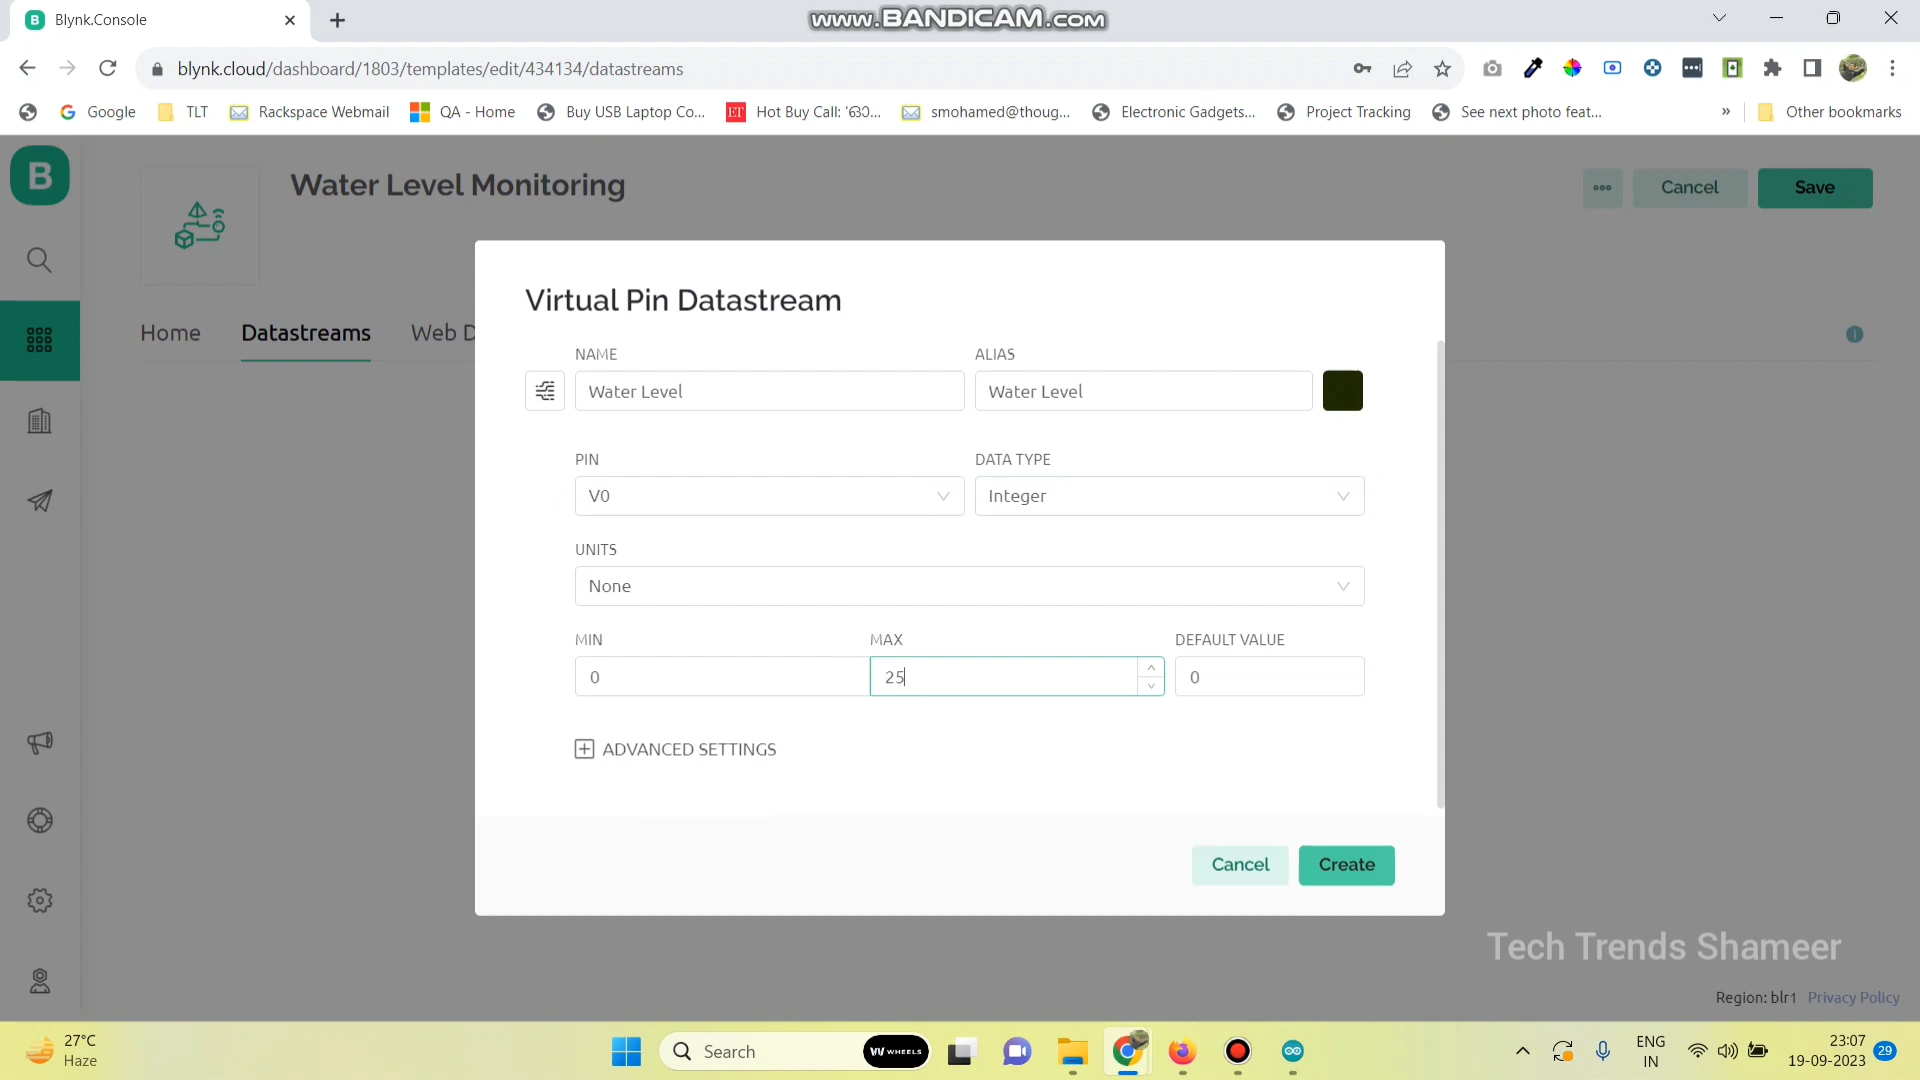 Blynk.Console
www.BANDICAM.com
blynk.cloud/dashboard/1803/templates/edit/434134/datastreams
Google TLT Rackspace Webmail QA - Home Buy USB Laptop Co... ET Hot Buy Call: '630... smohamed@thoug... Electronic Gadgets... Project Tracking See next photo feat... » Other bookmarks
B
Water Level Monitoring
Cancel
Save
Home
Datastreams
Web D
Virtual Pin Datastream
NAME
ALIAS
Water Level
Water Level
PIN
DATA TYPE
V0
Integer
UNITS
None
MIN
MAX
DEFAULT VALUE
0
25
0
ADVANCED SETTINGS
Cancel
Create
Tech Trends Shameer
Region: blr1 Privacy Policy
27°C
Haze
Search
WHEELS
ENG
IN
23:07
19-09-2023
29